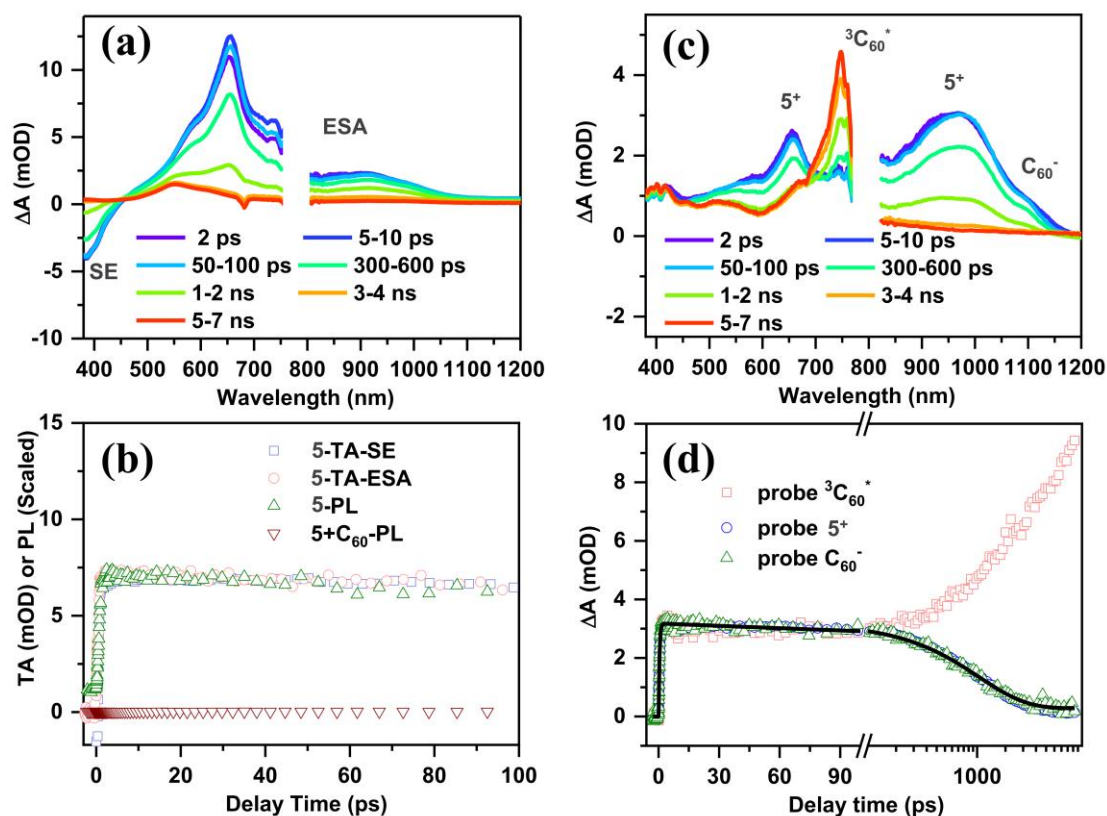 (a)
ΔA (mOD)
10
5
0
-5
-10
ESA
SE
2 ps
5-10 ps
50-100 ps
300-600 ps
1-2 ns
3-4 ns
5-7 ns
400 500 600 700 800 900 1000 1100 1200
Wavelength (nm)
(c)
ΔA (mOD)
4
2
0
-2
³C₆₀*
5⁺
5⁺
C₆₀⁻
2 ps
5-10 ps
50-100 ps
300-600 ps
1-2 ns
3-4 ns
5-7 ns
400 500 600 700 800 900 1000 1100 1200
Wavelength (nm)
(b)
TA (mOD) or PL (Scaled)
15
10
5
0
5-TA-SE
5-TA-ESA
5-PL
5+C₆₀-PL
0 20 40 60 80 100
Delay Time (ps)
(d)
ΔA (mOD)
10
8
6
4
2
0
probe ³C₆₀*
probe 5⁺
probe C₆₀⁻
0 30 60 90 1000
Delay time (ps)